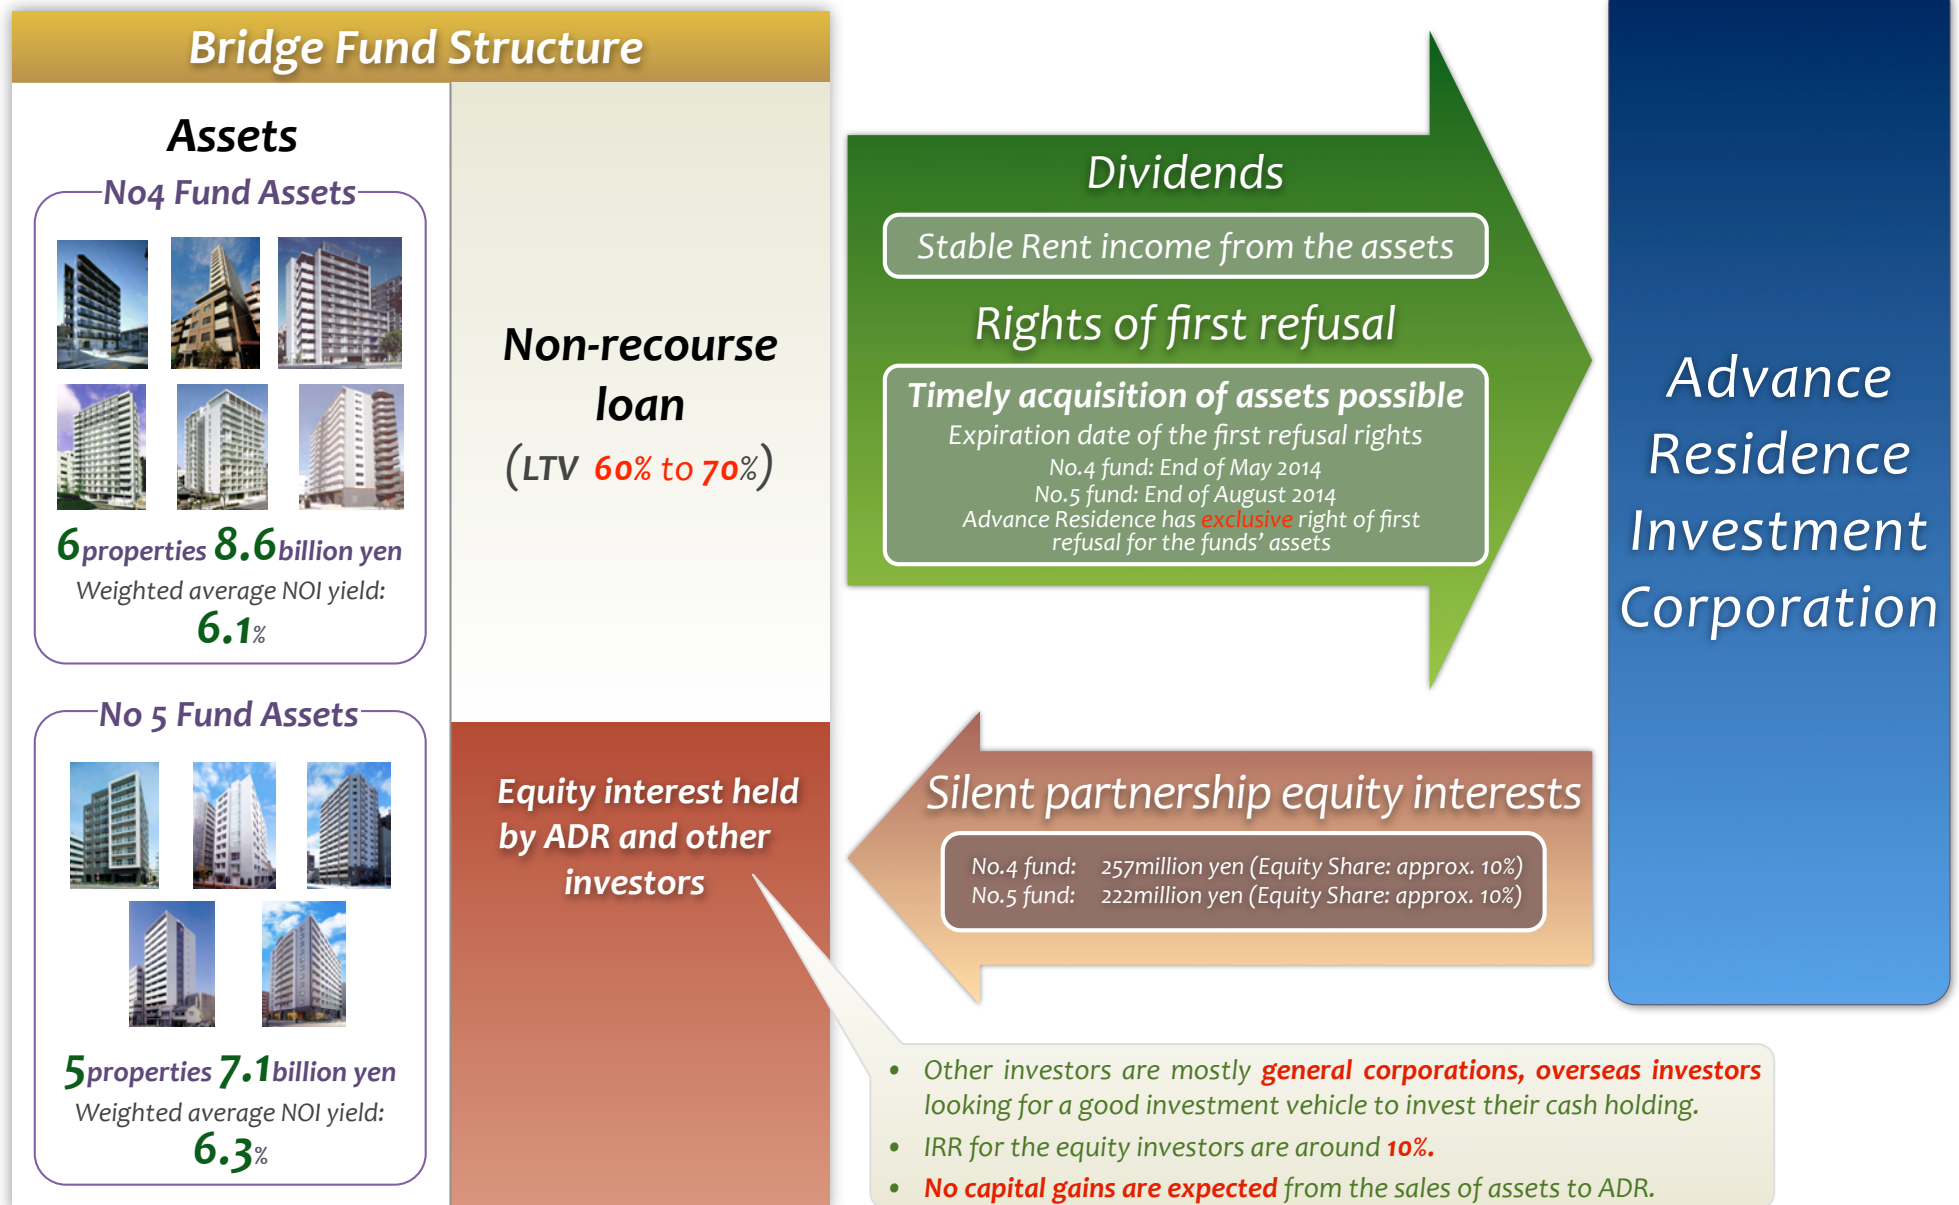 Bridge Fund Structure
Assets
No4 Fund Assets
6properties 8.6billion yen
Weighted average NOI yield:
6.1%
No 5 Fund Assets
5properties 7.1billion yen
Weighted average NOI yield:
6.3%
Non-recourse
loan
(LTV 60% to 70%)
Equity interest held
by ADR and other
investors
Dividends
Stable Rent income from the assets
Rights of first refusal
Timely acquisition of assets possible
Expiration date of the first refusal rights
No.4 fund: End of May 2014
No.5 fund: End of August 2014
Advance Residence has exclusive right of first
refusal for the funds’ assets
Silent partnership equity interests
No.4 fund: 257million yen (Equity Share: approx. 10%)
No.5 fund: 222million yen (Equity Share: approx. 10%)
• Other investors are mostly general corporations, overseas investors
looking for a good investment vehicle to invest their cash holding.
• IRR for the equity investors are around 10%.
• No capital gains are expected from the sales of assets to ADR.
Advance
Residence
Investment
Corporation